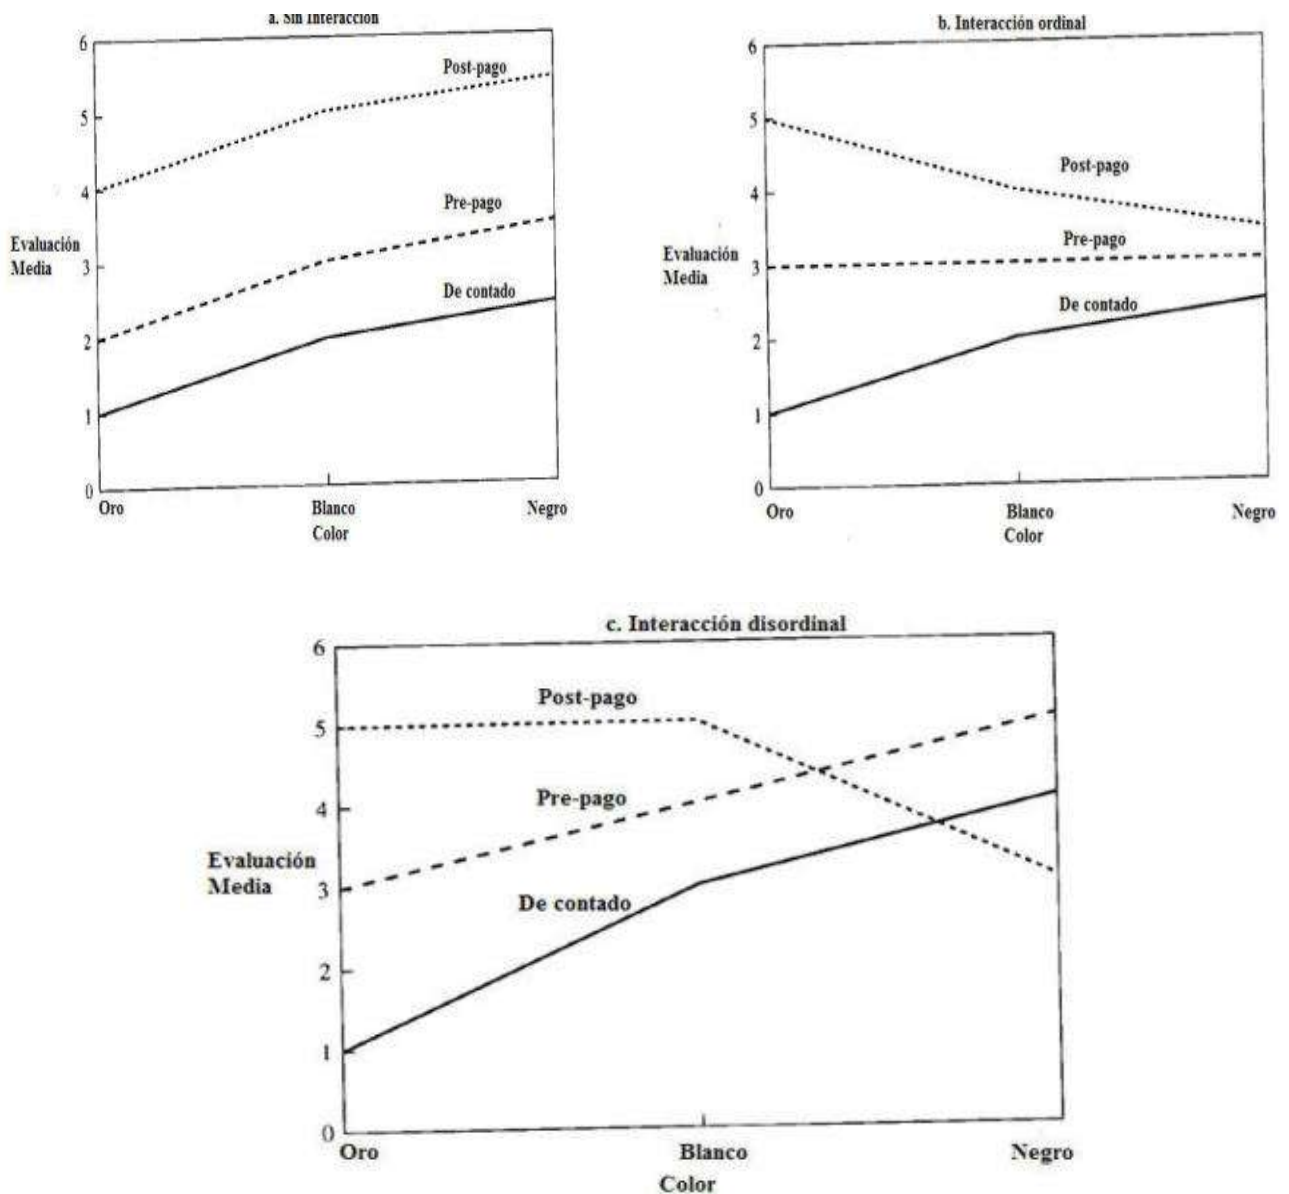 a. Sin Interacción
6
5
4
3
2
1
0
Evaluación
Media
Post-pago
Pre-pago
De contado
Oro
Blanco
Negro
Color
b. Interacción ordinal
6
5
4
3
2
1
0
Evaluación
Media
Post-pago
Pre-pago
De contado
Oro
Blanco
Negro
Color
c. Interacción disordinal
6
5
4
3
2
1
0
Evaluación
Media
Post-pago
Pre-pago
De contado
Oro
Blanco
Negro
Color